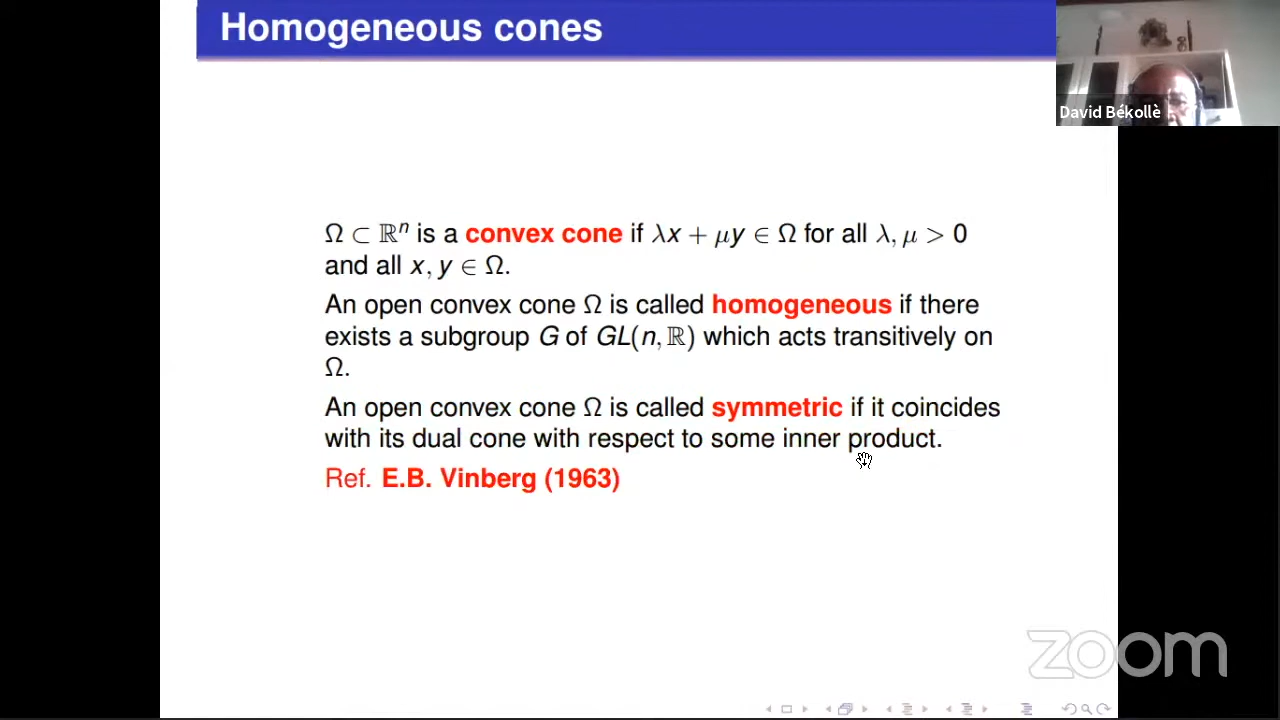 Homogeneous cones
David Békollè
Ω ⊂ ℝⁿ is a convex cone if λx + μy ∈ Ω for all λ, μ > 0
and all x, y ∈ Ω.
An open convex cone Ω is called homogeneous if there
exists a subgroup G of GL(n, ℝ) which acts transitively on
Ω.
An open convex cone Ω is called symmetric if it coincides
with its dual cone with respect to some inner product.
Ref. E.B. Vinberg (1963)
zoom